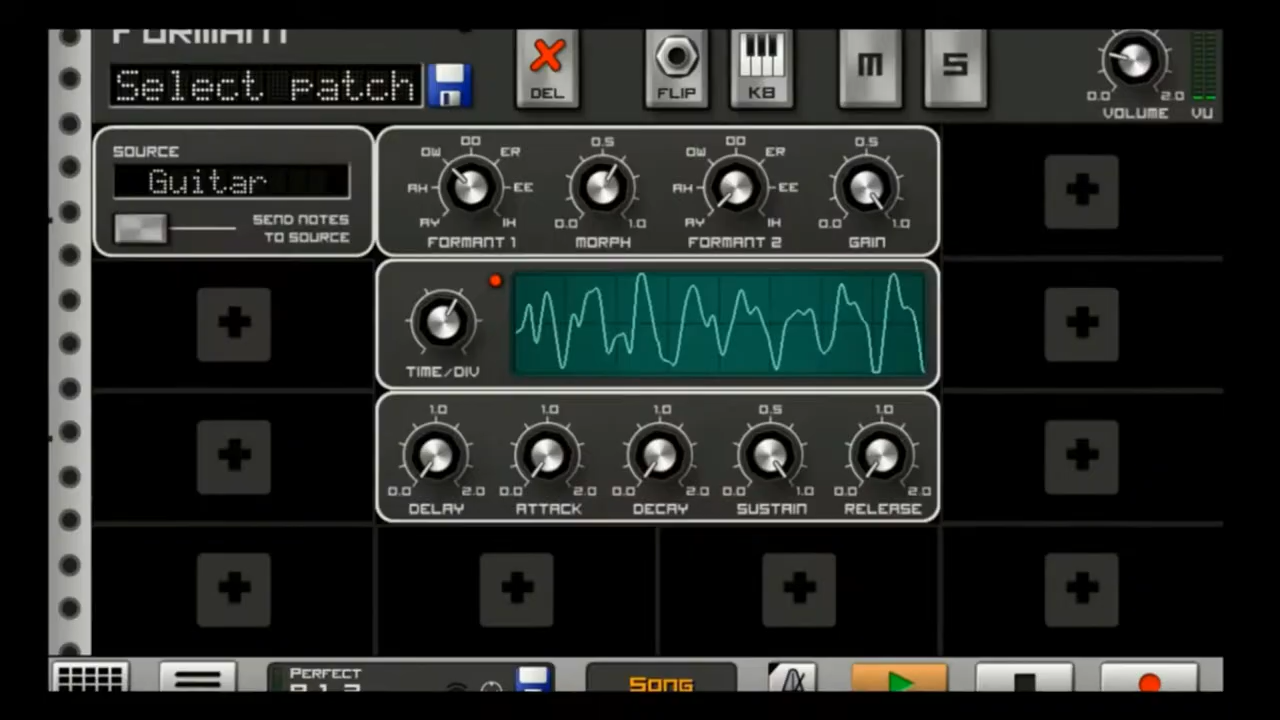 FORMANT
Select patch
DEL
FLIP
KB
M
S
0.0 2.0
VOLUME VU
SOURCE
Guitar
SEND NOTES
TO SOURCE
AY AH OW OO ER EE IH
FORMANT 1
0.0 0.5 1.0
MORPH
AY AH OW OO ER EE IH
FORMANT 2
0.0 0.5 1.0
GAIN
TIME/DIV
0.0 1.0 2.0
DELAY
0.0 1.0 2.0
ATTACK
0.0 1.0 2.0
DECAY
0.0 0.5 1.0
SUSTAIN
0.0 1.0 2.0
RELEASE
PERFECT
Song